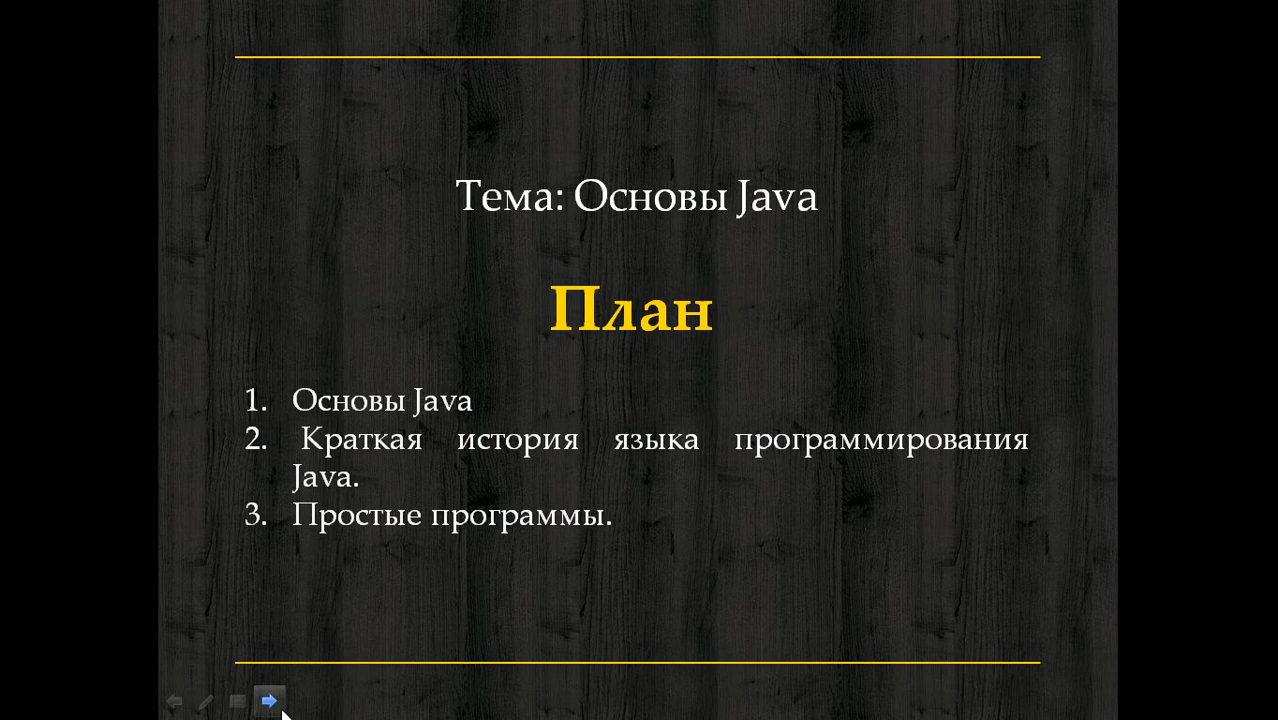 Тема: Основы Java
План
1. Основы Java
2. Краткая история языка программирования
Java.
3. Простые программы.